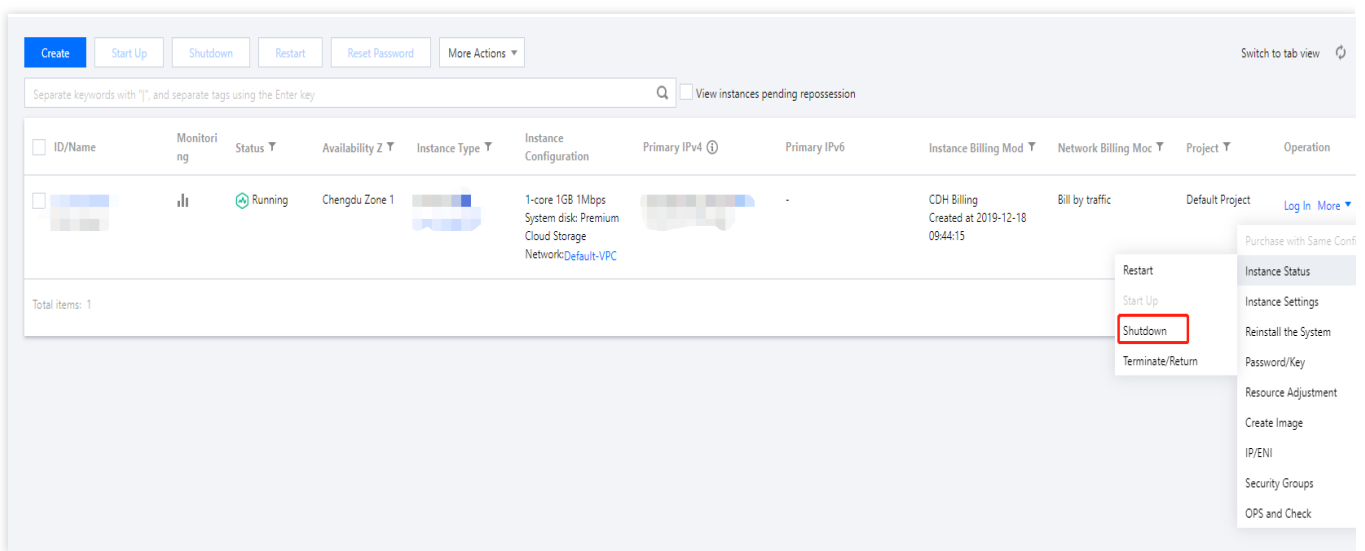 Create Start Up Shutdown Restart Reset Password More Actions Switch to tab view
Separate keywords with "|", and separate tags using the Enter key View instances pending repossession
ID/Name Monitori Status Availability Z Instance Type Instance Primary IPv4 Primary IPv6 Instance Billing Mod Network Billing Moc Project Operation
ng Configuration
Running Chengdu Zone 1 1-core 1GB 1Mbps - CDH Billing Bill by traffic Default Project Log In More
System disk: Premium Created at 2019-12-18
Cloud Storage 09:44:15
Network:Default-VPC
Total items: 1
Purchase with Same Confi
Restart Instance Status
Start Up Instance Settings
Shutdown Reinstall the System
Terminate/Return Password/Key
Resource Adjustment
Create Image
IP/ENI
Security Groups
OPS and Check